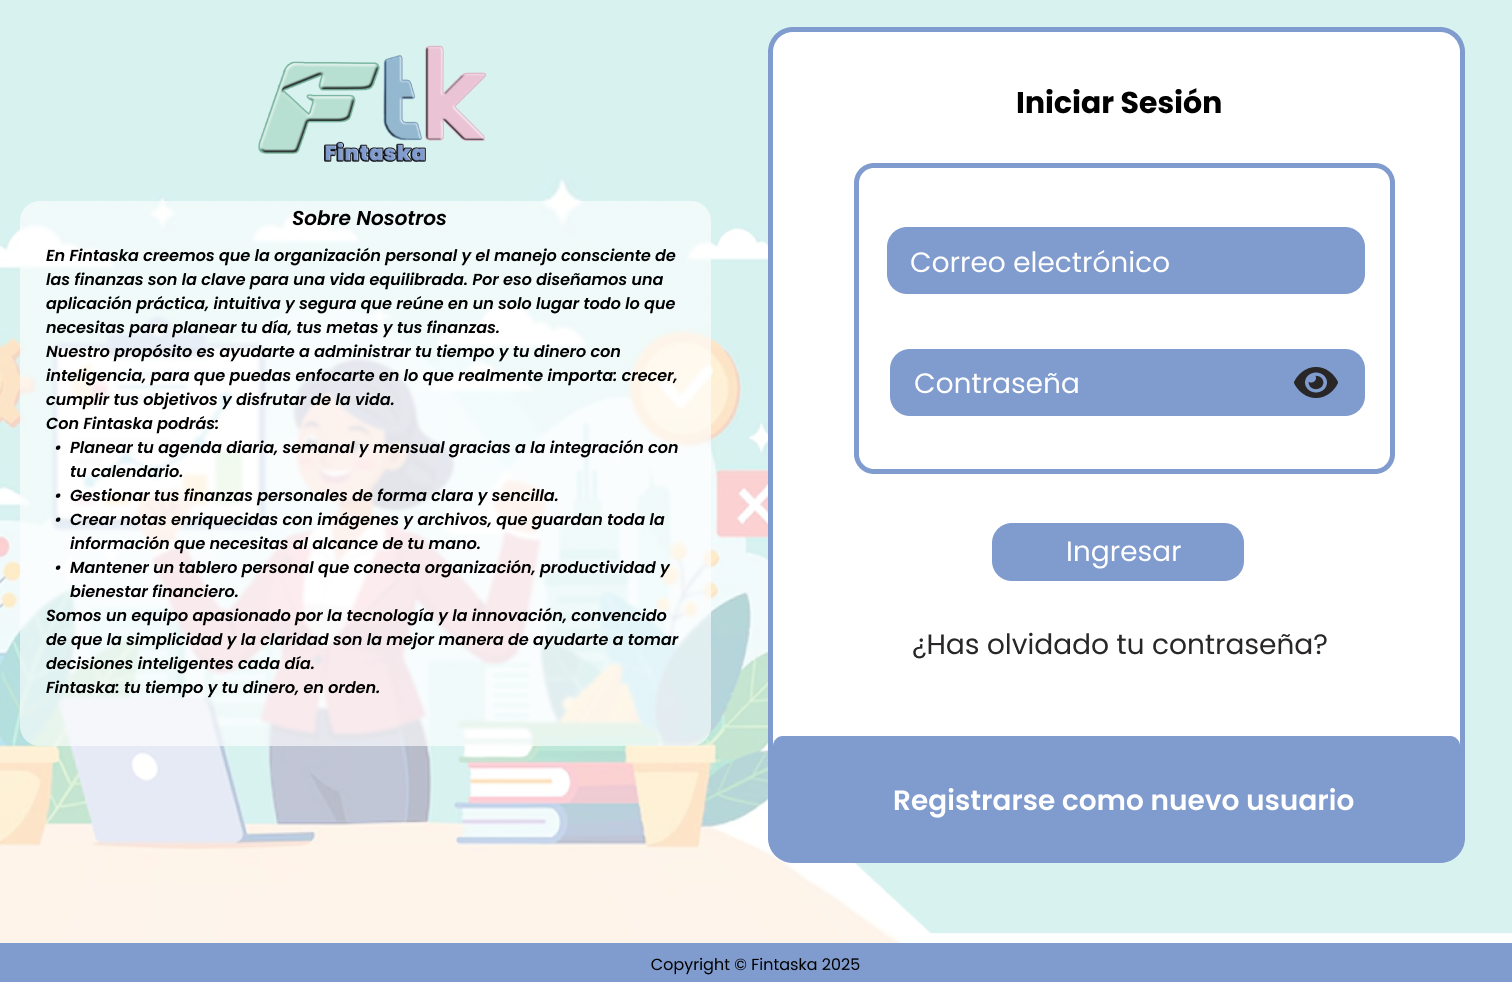 Ftk
Fintaska
Sobre Nosotros
En Fintaska creemos que la organización personal y el manejo consciente de
las finanzas son la clave para una vida equilibrada. Por eso diseñamos una
aplicación práctica, intuitiva y segura que reúne en un solo lugar todo lo que
necesitas para planear tu día, tus metas y tus finanzas.
Nuestro propósito es ayudarte a administrar tu tiempo y tu dinero con
inteligencia, para que puedas enfocarte en lo que realmente importa: crecer,
cumplir tus objetivos y disfrutar de la vida.
Con Fintaska podrás:
• Planear tu agenda diaria, semanal y mensual gracias a la integración con
tu calendario.
• Gestionar tus finanzas personales de forma clara y sencilla.
• Crear notas enriquecidas con imágenes y archivos, que guardan toda la
información que necesitas al alcance de tu mano.
• Mantener un tablero personal que conecta organización, productividad y
bienestar financiero.
Somos un equipo apasionado por la tecnología y la innovación, convencido
de que la simplicidad y la claridad son la mejor manera de ayudarte a tomar
decisiones inteligentes cada día.
Fintaska: tu tiempo y tu dinero, en orden.
Iniciar Sesión
Correo electrónico
Contraseña
Ingresar
¿Has olvidado tu contraseña?
Registrarse como nuevo usuario
Copyright © Fintaska 2025